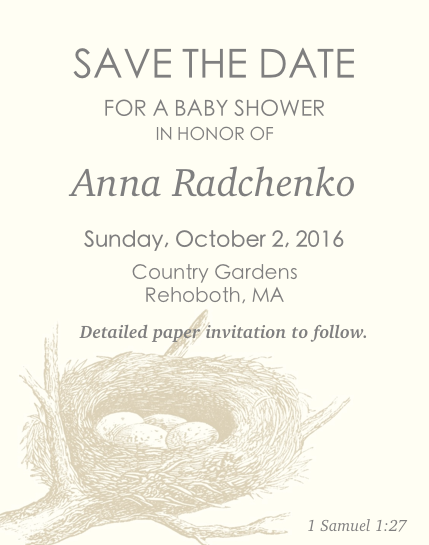 SAVE THE DATE
FOR A BABY SHOWER
IN HONOR OF
Anna Radchenko
Sunday, October 2, 2016
Country Gardens
Rehoboth, MA
Detailed paper invitation to follow.
1 Samuel 1:27